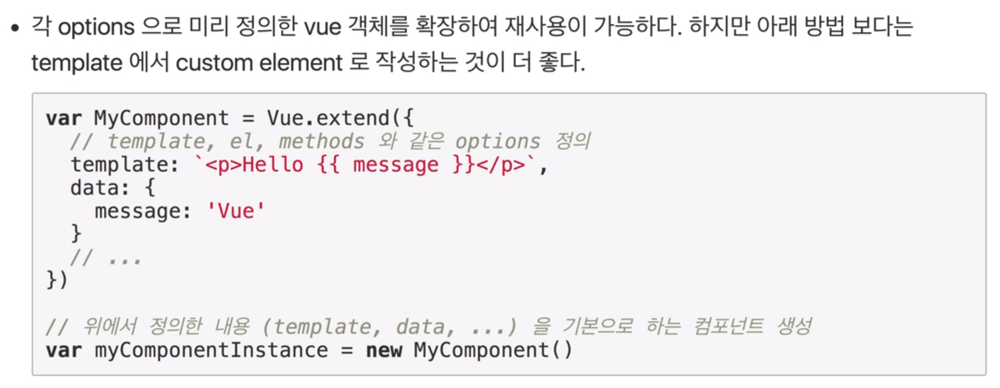 • 각 options 으로 미리 정의한 vue 객체를 확장하여 재사용이 가능하다. 하지만 아래 방법 보다는
template 에서 custom element 로 작성하는 것이 더 좋다.
var MyComponent = Vue.extend({
  // template, el, methods 와 같은 options 정의
  template: `<p>Hello {{ message }}</p>`,
  data: {
    message: 'Vue'
  }
  // ...
})
// 위에서 정의한 내용 (template, data, ...) 을 기본으로 하는 컴포넌트 생성
var myComponentInstance = new MyComponent()